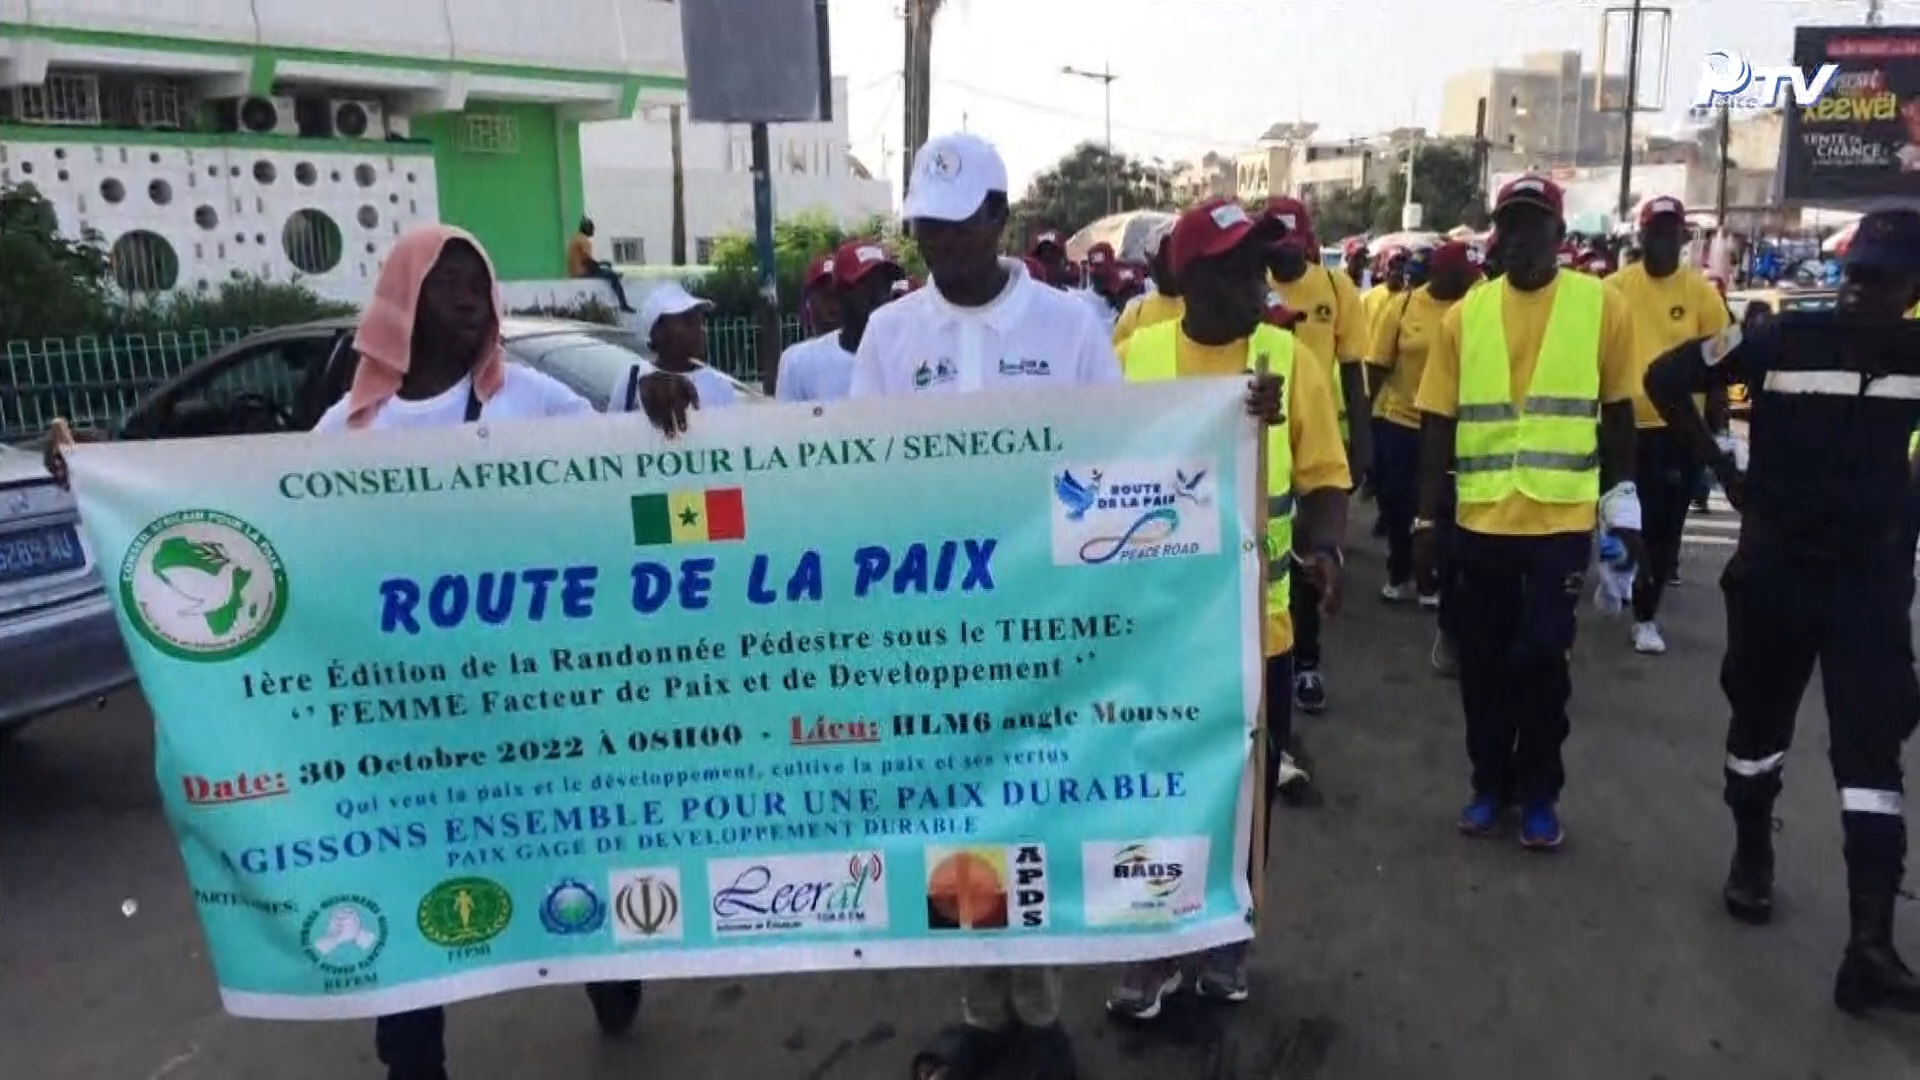 PTV
xeewël
TENTE TA
CHANCE !
CONSEIL AFRICAIN POUR LA PAIX / SENEGAL
CONSEIL AFRICAIN POUR LA PAIX
ROUTE
DE LA PAIX
PEACE ROAD
ROUTE DE LA PAIX
1ère Édition de la Randonnée Pédestre sous le THEME:
‘’ FEMME Facteur de Paix et de Developpement ‘’
Date: 30 Octobre 2022 À 08H00 - Lieu: HLM6 angle Mousse
Qui veut la paix et le développement, cultive la paix et ses vertus
AGISSONS ENSEMBLE POUR UNE PAIX DURABLE
PAIX GAGE DE DEVELOPPEMENT DURABLE
PARTENAIRES:
Leeral
APDS
RADS